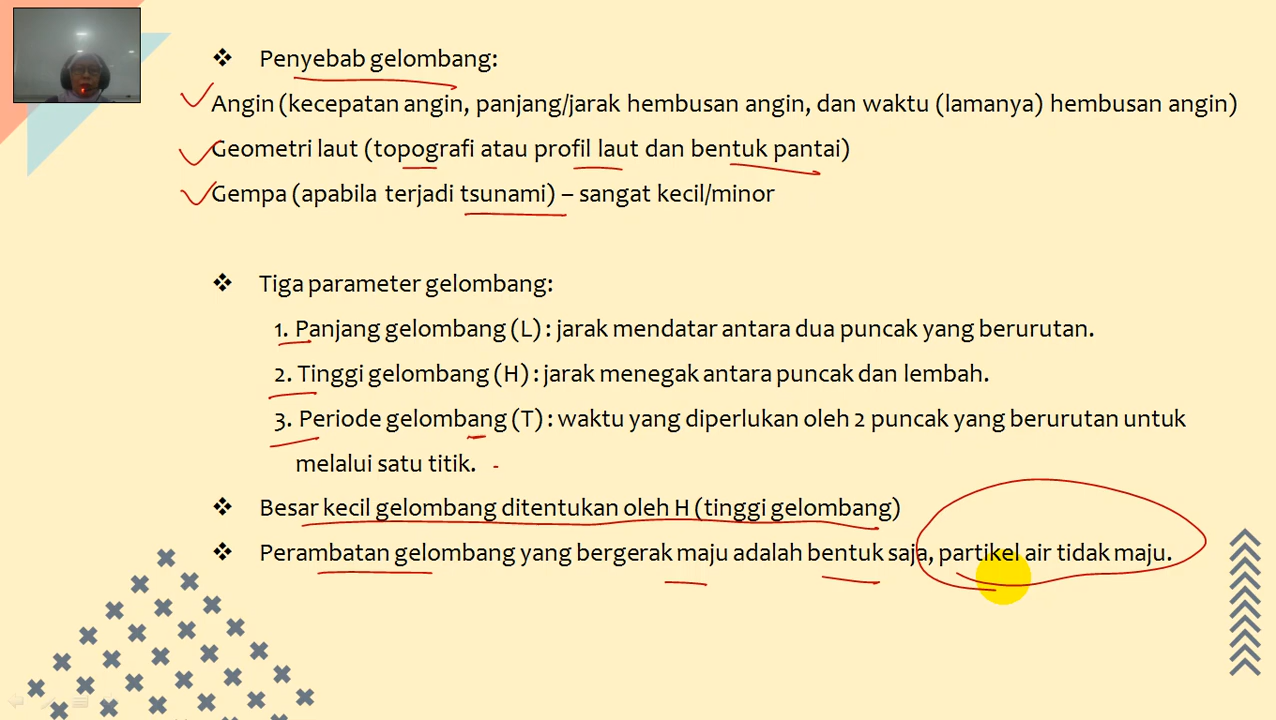 ❖ Penyebab gelombang:
Angin (kecepatan angin, panjang/jarak hembusan angin, dan waktu (lamanya) hembusan angin)
Geometri laut (topografi atau profil laut dan bentuk pantai)
Gempa (apabila terjadi tsunami) – sangat kecil/minor
❖ Tiga parameter gelombang:
1. Panjang gelombang (L) : jarak mendatar antara dua puncak yang berurutan.
2. Tinggi gelombang (H) : jarak menegak antara puncak dan lembah.
3. Periode gelombang (T) : waktu yang diperlukan oleh 2 puncak yang berurutan untuk
melalui satu titik.
❖ Besar kecil gelombang ditentukan oleh H (tinggi gelombang)
❖ Perambatan gelombang yang bergerak maju adalah bentuk saja, partikel air tidak maju.